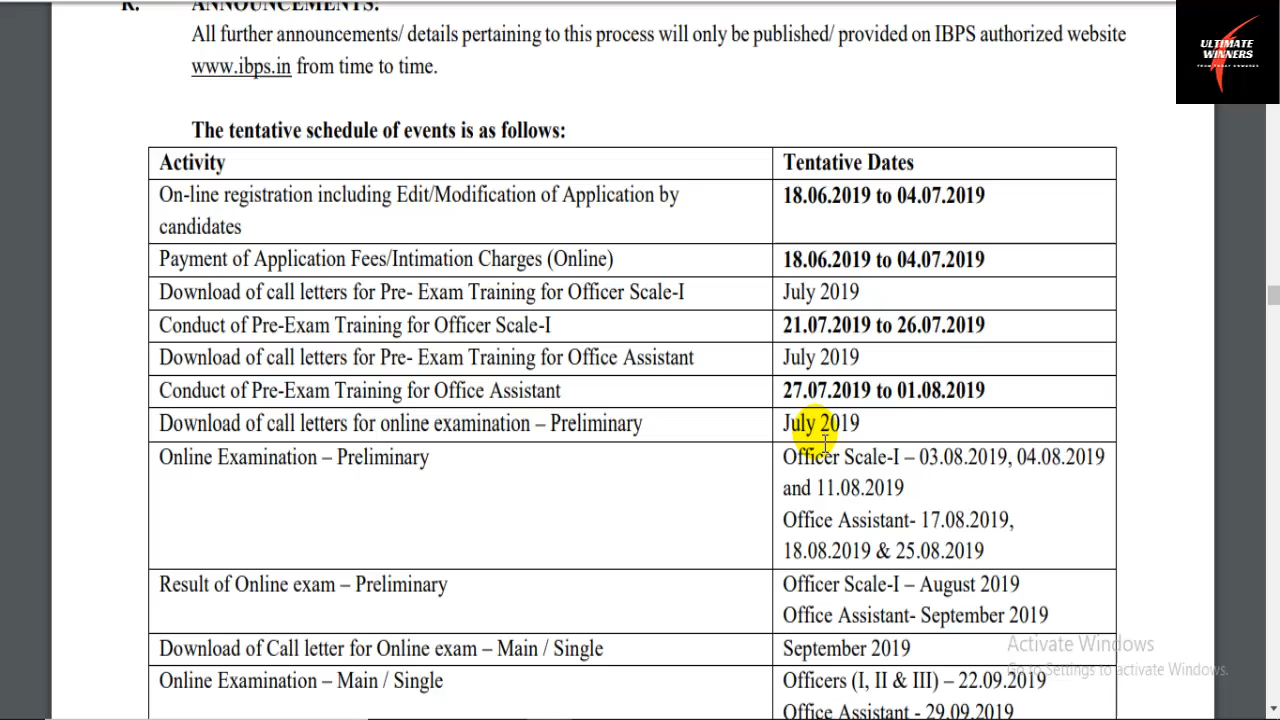 K. ANNOUNCEMENTS:
All further announcements/ details pertaining to this process will only be published/ provided on IBPS authorized website
www.ibps.in from time to time.
ULTIMATE
WINNERS
The tentative schedule of events is as follows:
Activity Tentative Dates
On-line registration including Edit/Modification of Application by 18.06.2019 to 04.07.2019
candidates
Payment of Application Fees/Intimation Charges (Online) 18.06.2019 to 04.07.2019
Download of call letters for Pre- Exam Training for Officer Scale-I July 2019
Conduct of Pre-Exam Training for Officer Scale-I 21.07.2019 to 26.07.2019
Download of call letters for Pre- Exam Training for Office Assistant July 2019
Conduct of Pre-Exam Training for Office Assistant 27.07.2019 to 01.08.2019
Download of call letters for online examination – Preliminary July 2019
Online Examination – Preliminary Officer Scale-I – 03.08.2019, 04.08.2019
and 11.08.2019
Office Assistant- 17.08.2019,
18.08.2019 & 25.08.2019
Result of Online exam – Preliminary Officer Scale-I – August 2019
Office Assistant- September 2019
Download of Call letter for Online exam – Main / Single September 2019
Online Examination – Main / Single Officers (I, II & III) – 22.09.2019
Office Assistant - 29.09.2019
Activate Windows
Go to Settings to activate Windows.